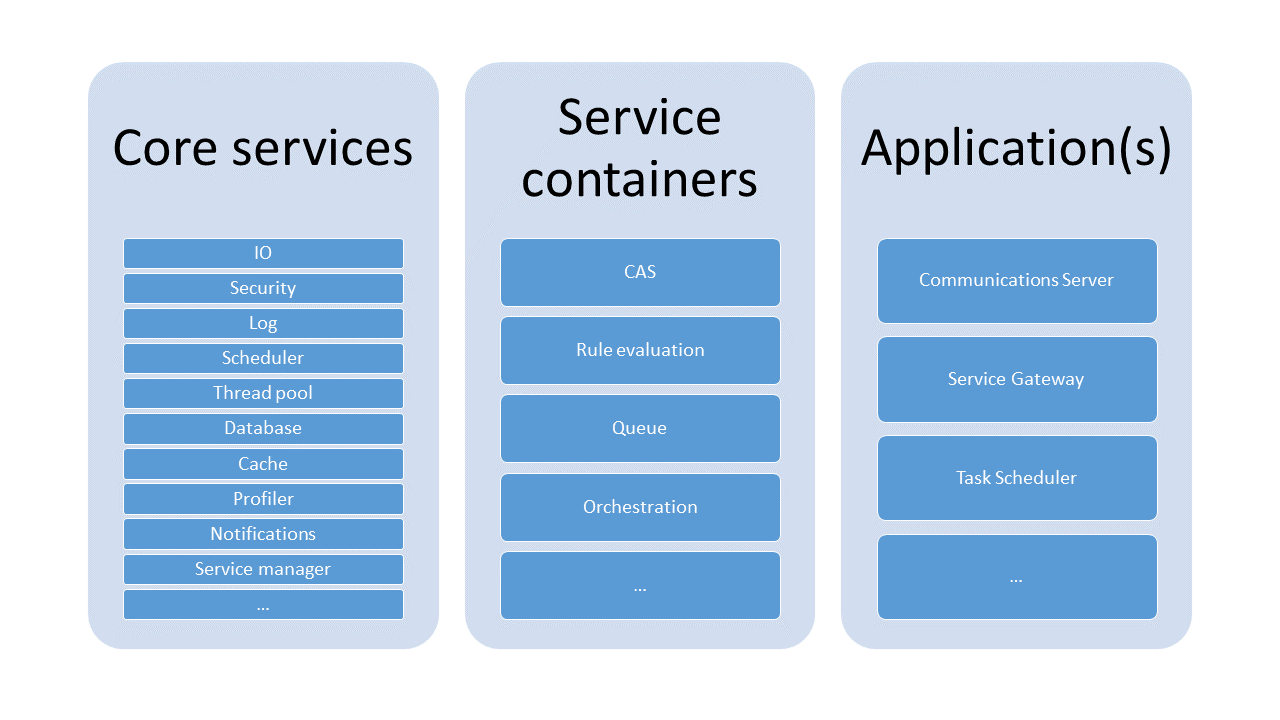 Core services
IO
Security
Log
Scheduler
Thread pool
Database
Cache
Profiler
Notifications
Service manager
...
Service
containers
CAS
Rule evaluation
Queue
Orchestration
...
Application(s)
Communications Server
Service Gateway
Task Scheduler
...